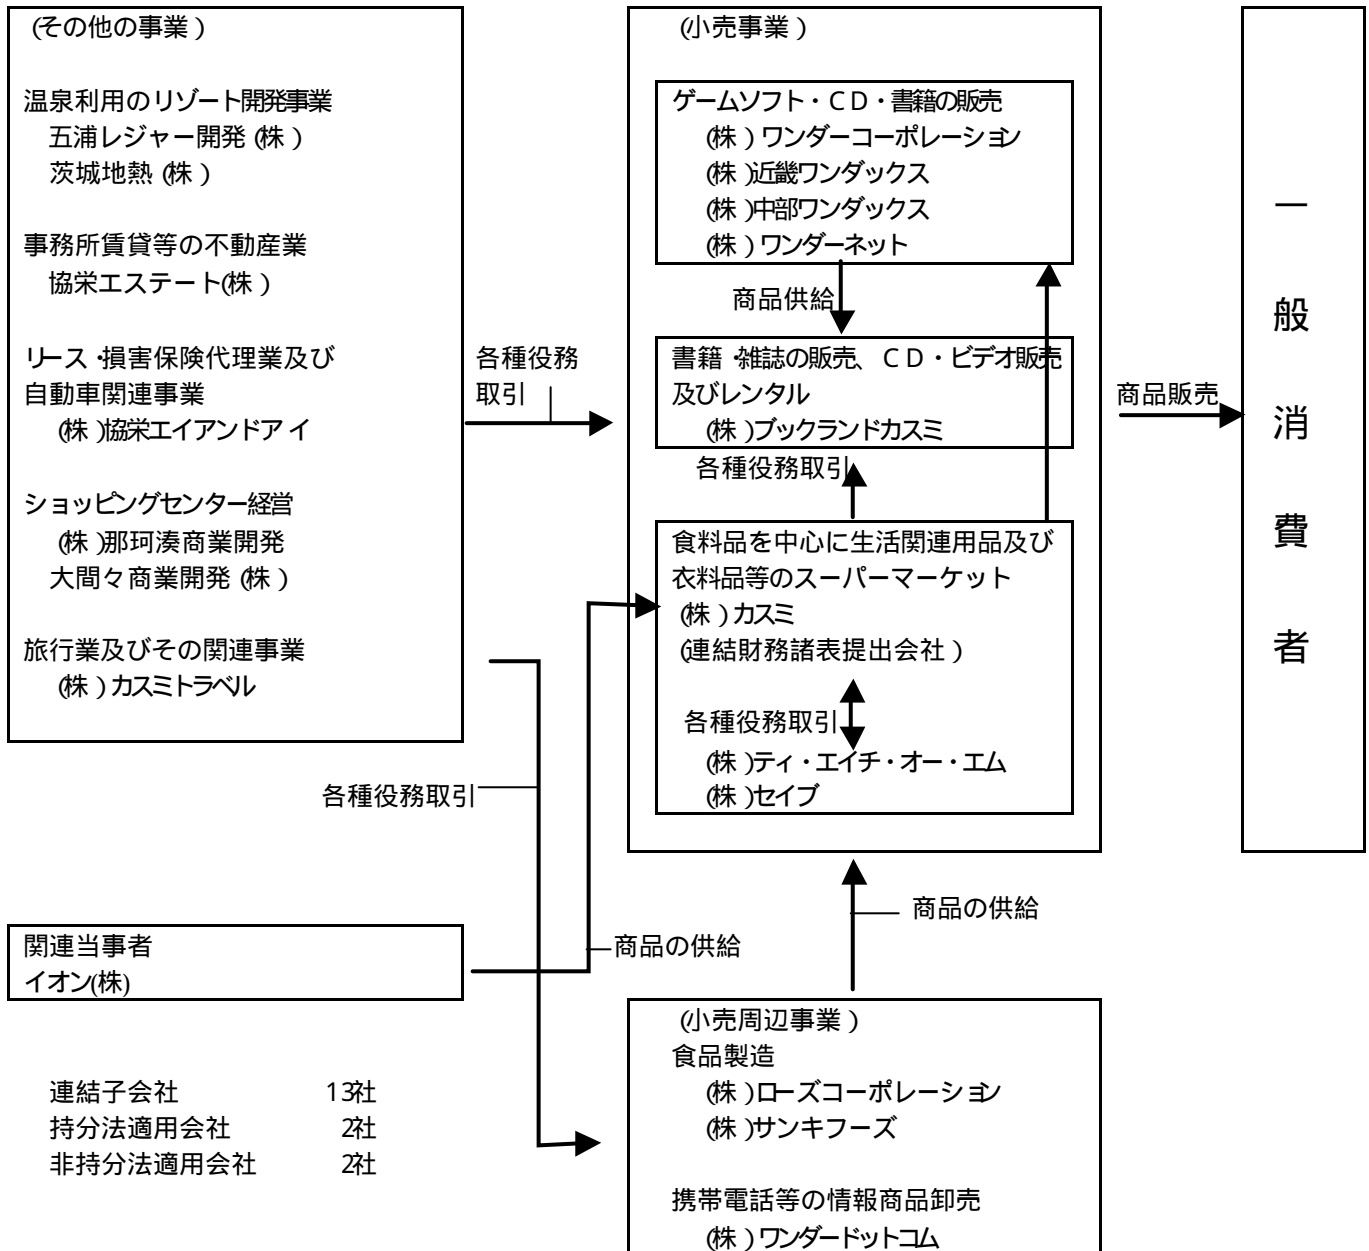 (その他の事業)
温泉利用のリゾート開発事業
五浦レジャー開発(株)
茨城地熱(株)
事務所賃貸等の不動産業
協栄エステート(株)
リース・損害保険代理業及び
自動車関連事業
(株)協栄エイアンドアイ
ショッピングセンター経営
(株)那珂湊商業開発
大間々商業開発(株)
旅行業及びその関連事業
(株)カスミトラベル
各種役務
取引
各種役務取引
関連当事者
イオン(株)
商品の供給
連結子会社 13社
持分法適用会社 2社
非持分法適用会社 2社
(小売事業)
ゲームソフト・CD・書籍の販売
(株)ワンダーコーポレーション
(株)近畿ワンダックス
(株)中部ワンダックス
(株)ワンダーネット
商品供給
書籍・雑誌の販売、CD・ビデオ販売
及びレンタル
(株)ブックランドカスミ
各種役務取引
食料品を中心に生活関連用品及び
衣料品等のスーパーマーケット
(株)カスミ
(連結財務諸表提出会社)
各種役務取引
(株)ティ・エイチ・オー・エム
(株)セイブ
商品の供給
(小売周辺事業)
食品製造
(株)ローズコーポレーション
(株)サンキフーズ
携帯電話等の情報商品卸売
(株)ワンダードットコム
商品販売
一般消費者